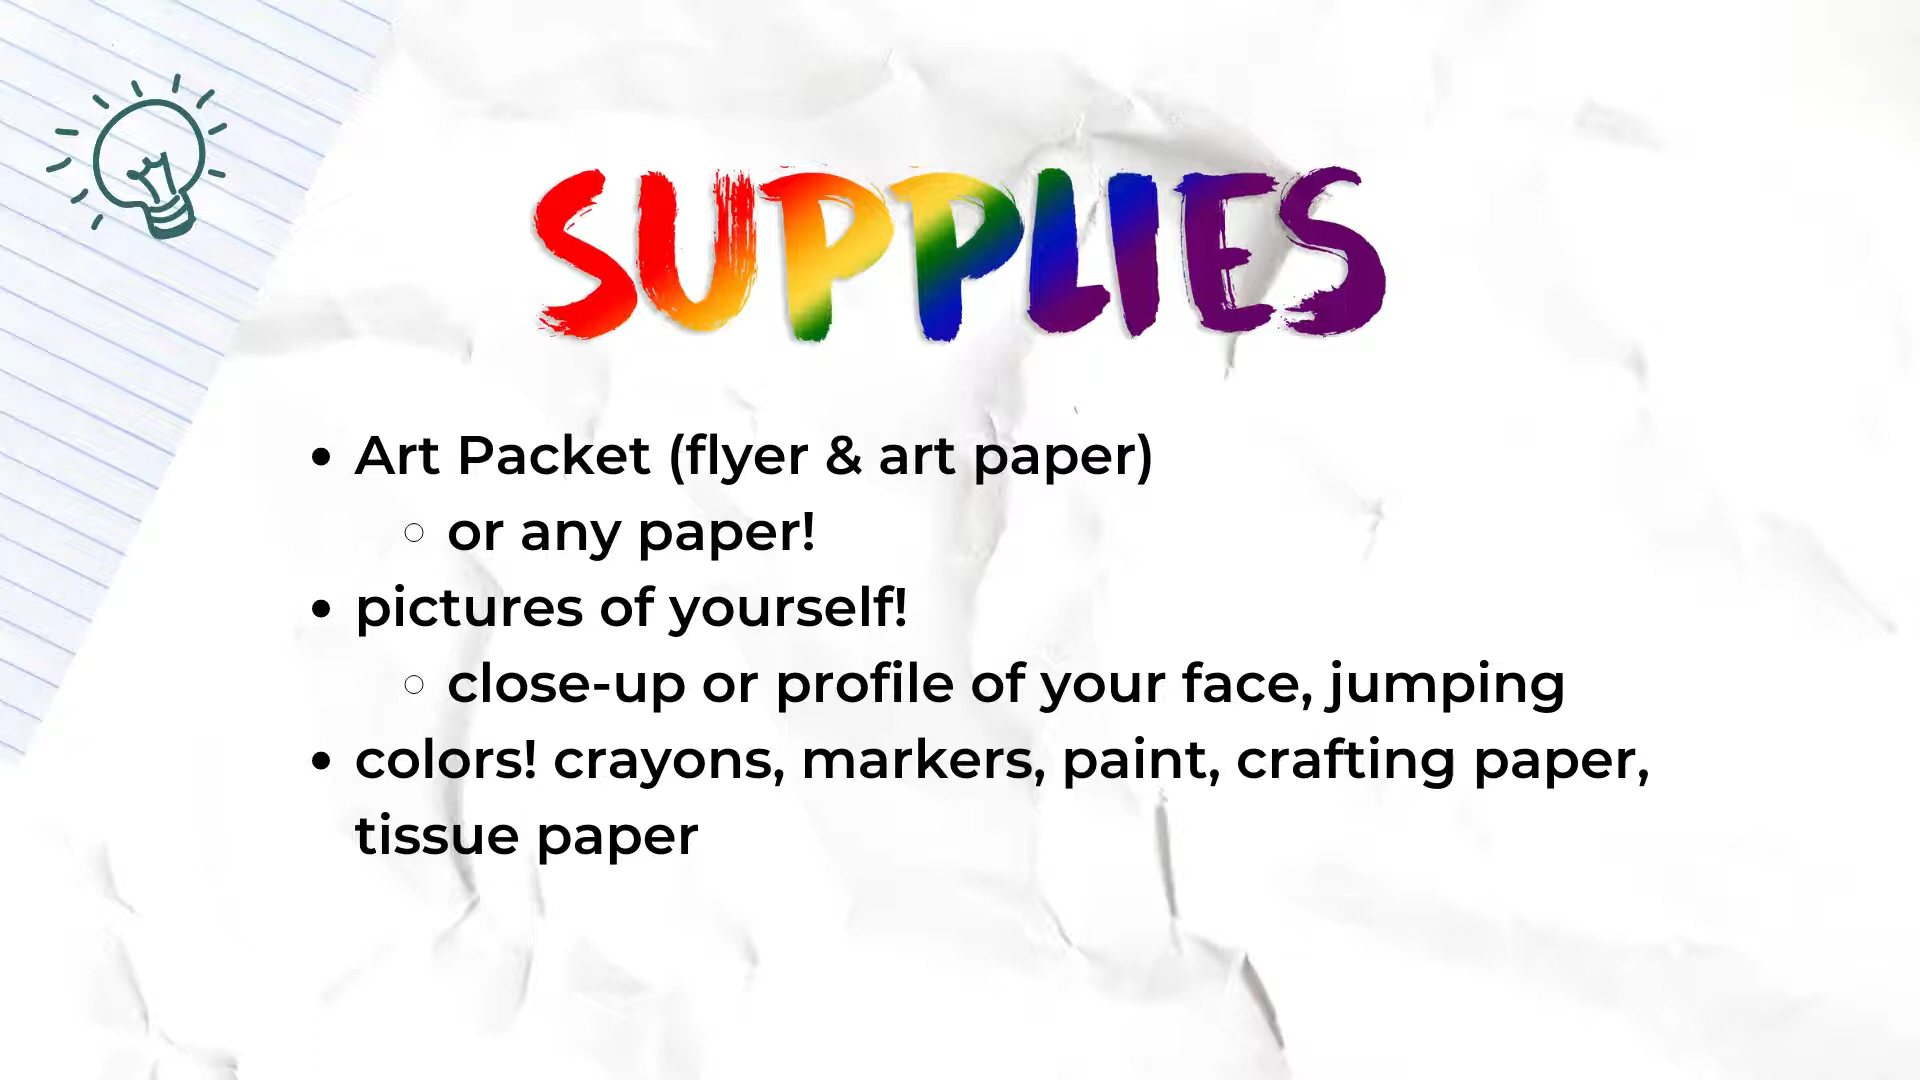 SUPPLIES
• Art Packet (flyer & art paper)
○ or any paper!
• pictures of yourself!
○ close-up or profile of your face, jumping
• colors! crayons, markers, paint, crafting paper,
tissue paper